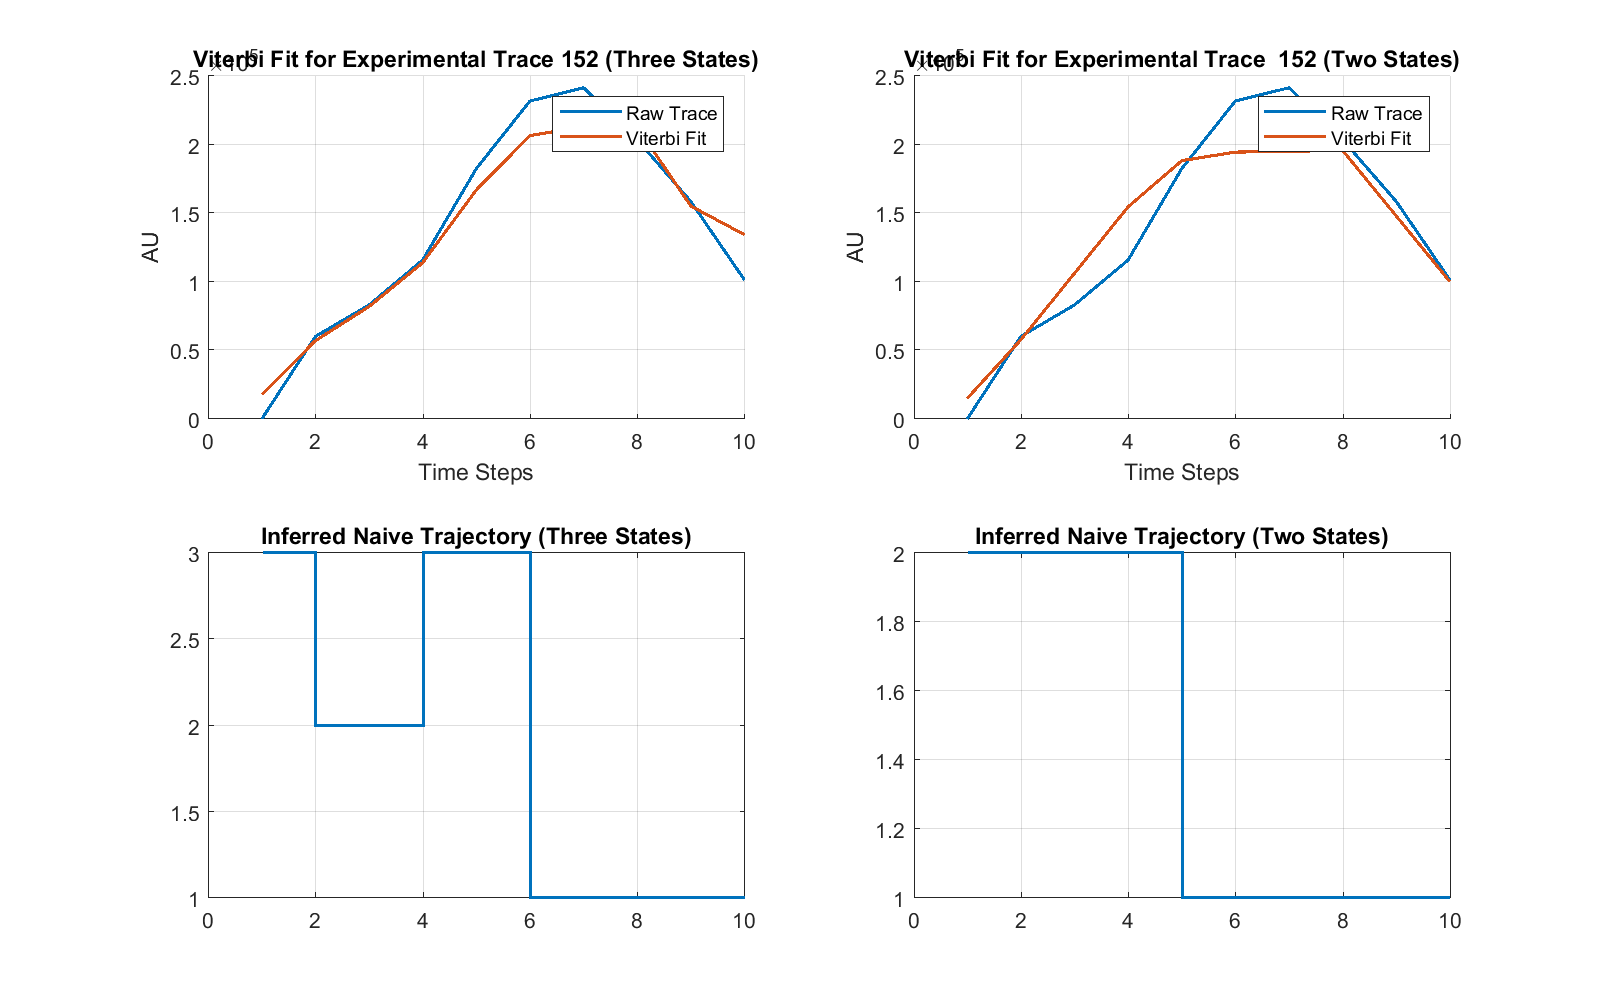 Viterbi Fit for Experimental Trace 152 (Three States)
×10^5
2.5
2
1.5
1
0.5
0
AU
0 2 4 6 8 10
Time Steps
Raw Trace
Viterbi Fit
Viterbi Fit for Experimental Trace 152 (Two States)
×10^5
2.5
2
1.5
1
0.5
0
AU
0 2 4 6 8 10
Time Steps
Raw Trace
Viterbi Fit
Inferred Naive Trajectory (Three States)
3
2.5
2
1.5
1
0 2 4 6 8 10
Inferred Naive Trajectory (Two States)
2
1.8
1.6
1.4
1.2
1
0 2 4 6 8 10